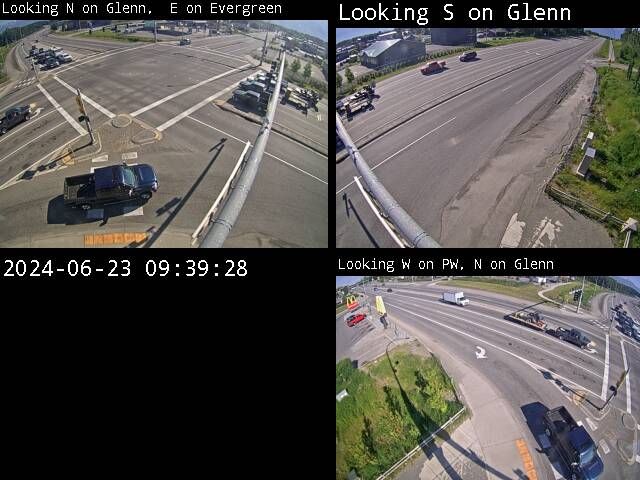 Looking N on Glenn,  E on Evergreen
Looking S on Glenn
2024-06-23 09:39:28
Looking W on PW, N on Glenn